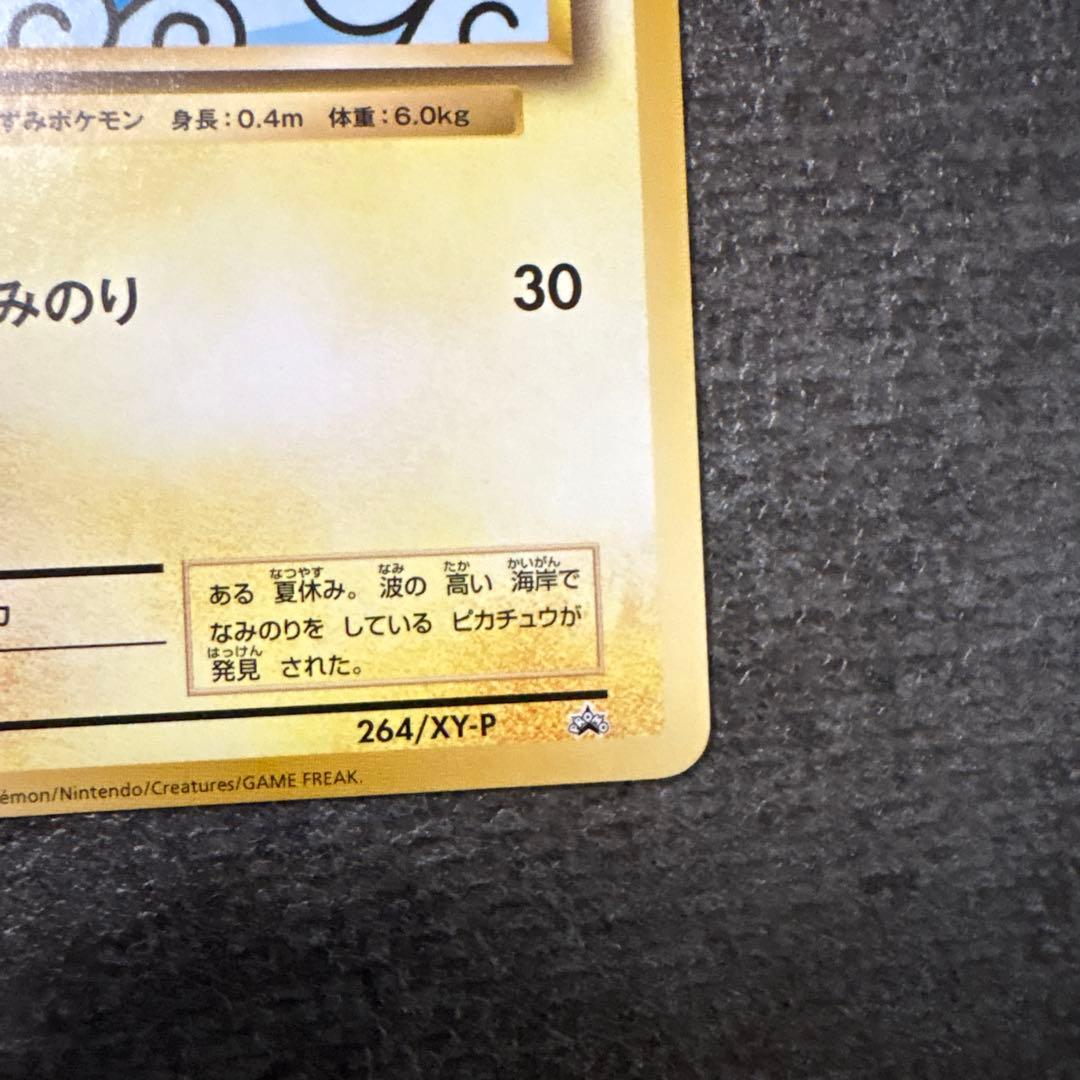 ずみポケモン 身長：0.4m 体重：6.0kg
みのり 30
カ
ある 夏休み。 波の 高い 海岸で
なつやす なみ たか かいがん
なみのりを している ピカチュウが
発見 された。
はっけん
264/XY-P
PROMO
émon/Nintendo/Creatures/GAME FREAK.